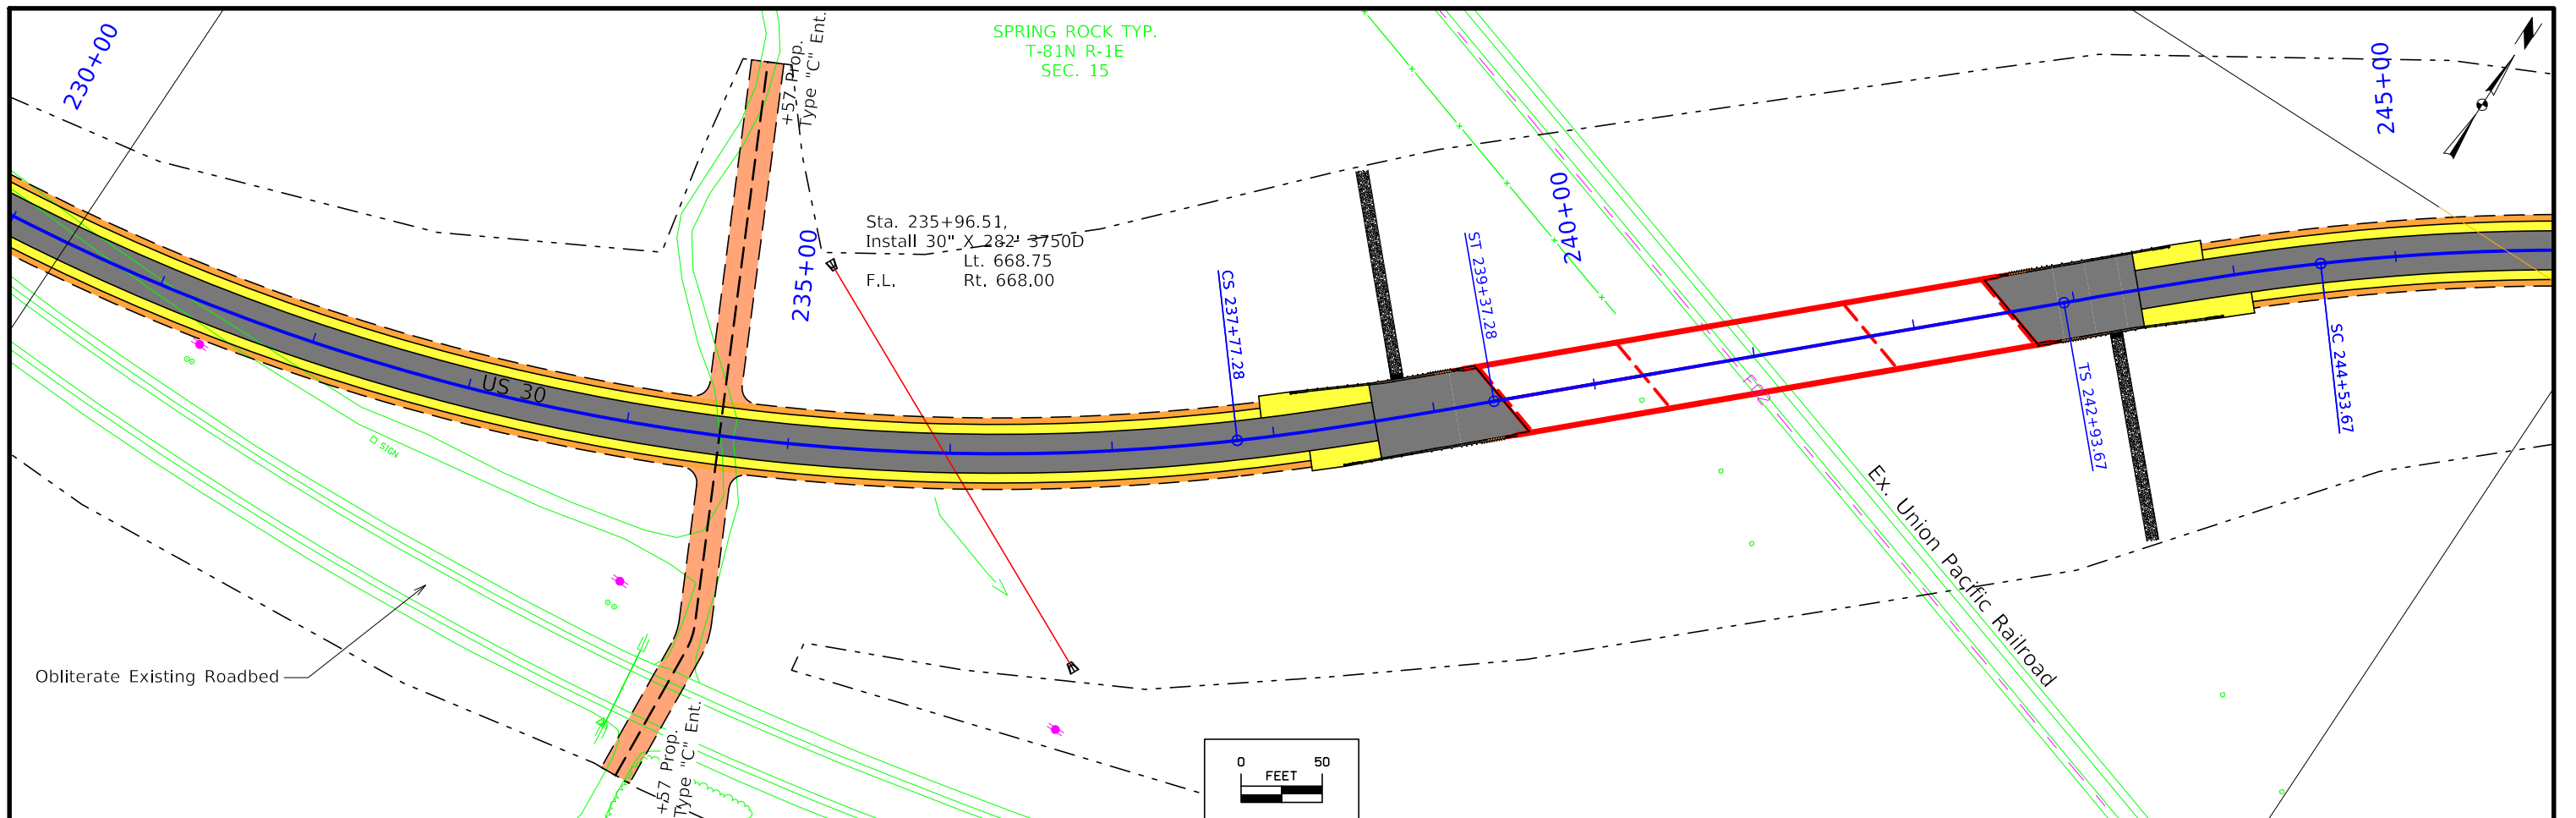 230+00
+57 Prop.
Type "C" Ent.
SPRING ROCK TYP.
T-81N R-1E
SEC. 15
245+00
N
Sta. 235+96.51,
Install 30" X 282' 3750D
Lt. 668.75
F.L. Rt. 668.00
235+00
240+00
ST 239+37.28
CS 237+77.28
US 30
SIGN
FO2
TS 242+93.67
SC 244+53.67
Ex. Union Pacific Railroad
Obliterate Existing Roadbed
+57 Prop.
Type "C" Ent.
0 50
FEET